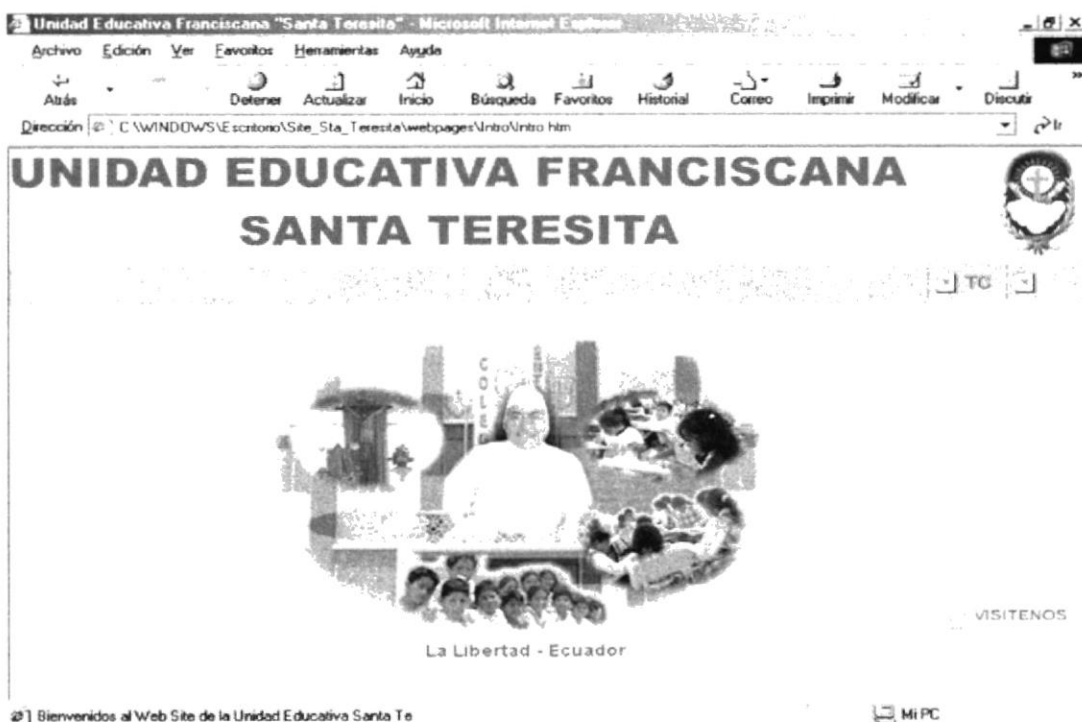 Unidad Educativa Franciscana "Santa Teresita" - Microsoft Internet Explorer
Archivo Edición Ver Favoritos Herramientas Ayuda
Atrás Detener Actualizar Inicio Búsqueda Favoritos Historial Correo Imprimir Modificar Discutir
Dirección C:\WINDOWS\Escritorio\Site_Sta_Teresita\webpages\Intro\Intro.htm Ir
UNIDAD EDUCATIVA FRANCISCANA
SANTA TERESITA
TC
La Libertad - Ecuador
VISITENOS
Bienvenidos al Web Site de la Unidad Educativa Santa Te
Mi PC